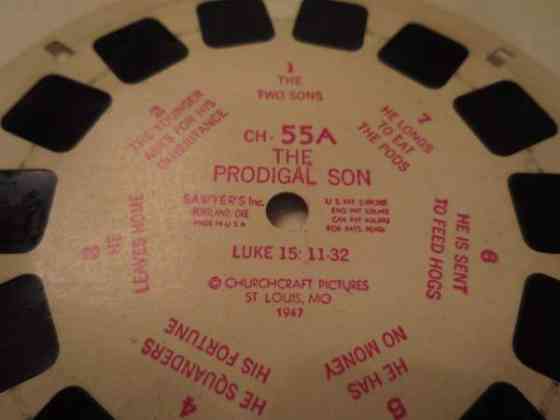 1
THE
TWO SONS
CH- 55A
THE
PRODIGAL SON
SAWYER'S Inc.
PORTLAND, ORE
MADE IN U S A
LUKE 15: 11-32
© CHURCHCRAFT PICTURES
ST LOUIS, MO
1947
2
THE YOUNGER
ASKS FOR HIS
INHERITANCE
3
HE
LEAVES HOME
4
HE SQUANDERS
HIS FORTUNE
5
HE HAS
NO MONEY
6
HE IS SENT
TO FEED HOGS
7
HE LONGS
TO EAT
THE PODS